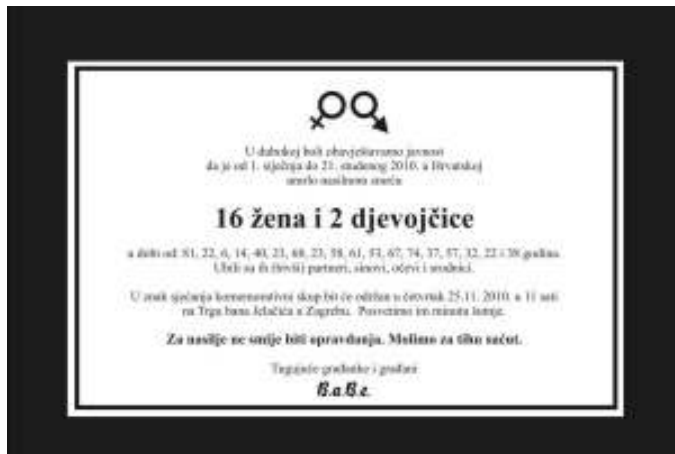 U dubokoj boli obavještavamo javnost
da je od 1. siječnja do 21. studenog 2010. u Hrvatskoj
umrlo nasilnom smrću
16 žena i 2 djevojčice
u dobi od: 81, 22, 6, 14, 40, 23, 60, 23, 58, 61, 53, 67, 74, 37, 57, 32, 22 i 38 godina.
Ubili su ih (bivši) partneri, sinovi, očevi i srodnici.
U znak sjećanja komemorativni skup bit će održan u četvrtak 25.11. 2010. u 11 sati
na Trgu bana Jelačića u Zagrebu. Posvetimo im minutu šutnje.
Za nasilje ne smije biti opravdanja. Molimo za tihu sućut.
Tugujuće građanke i građani
B.a.B.e.